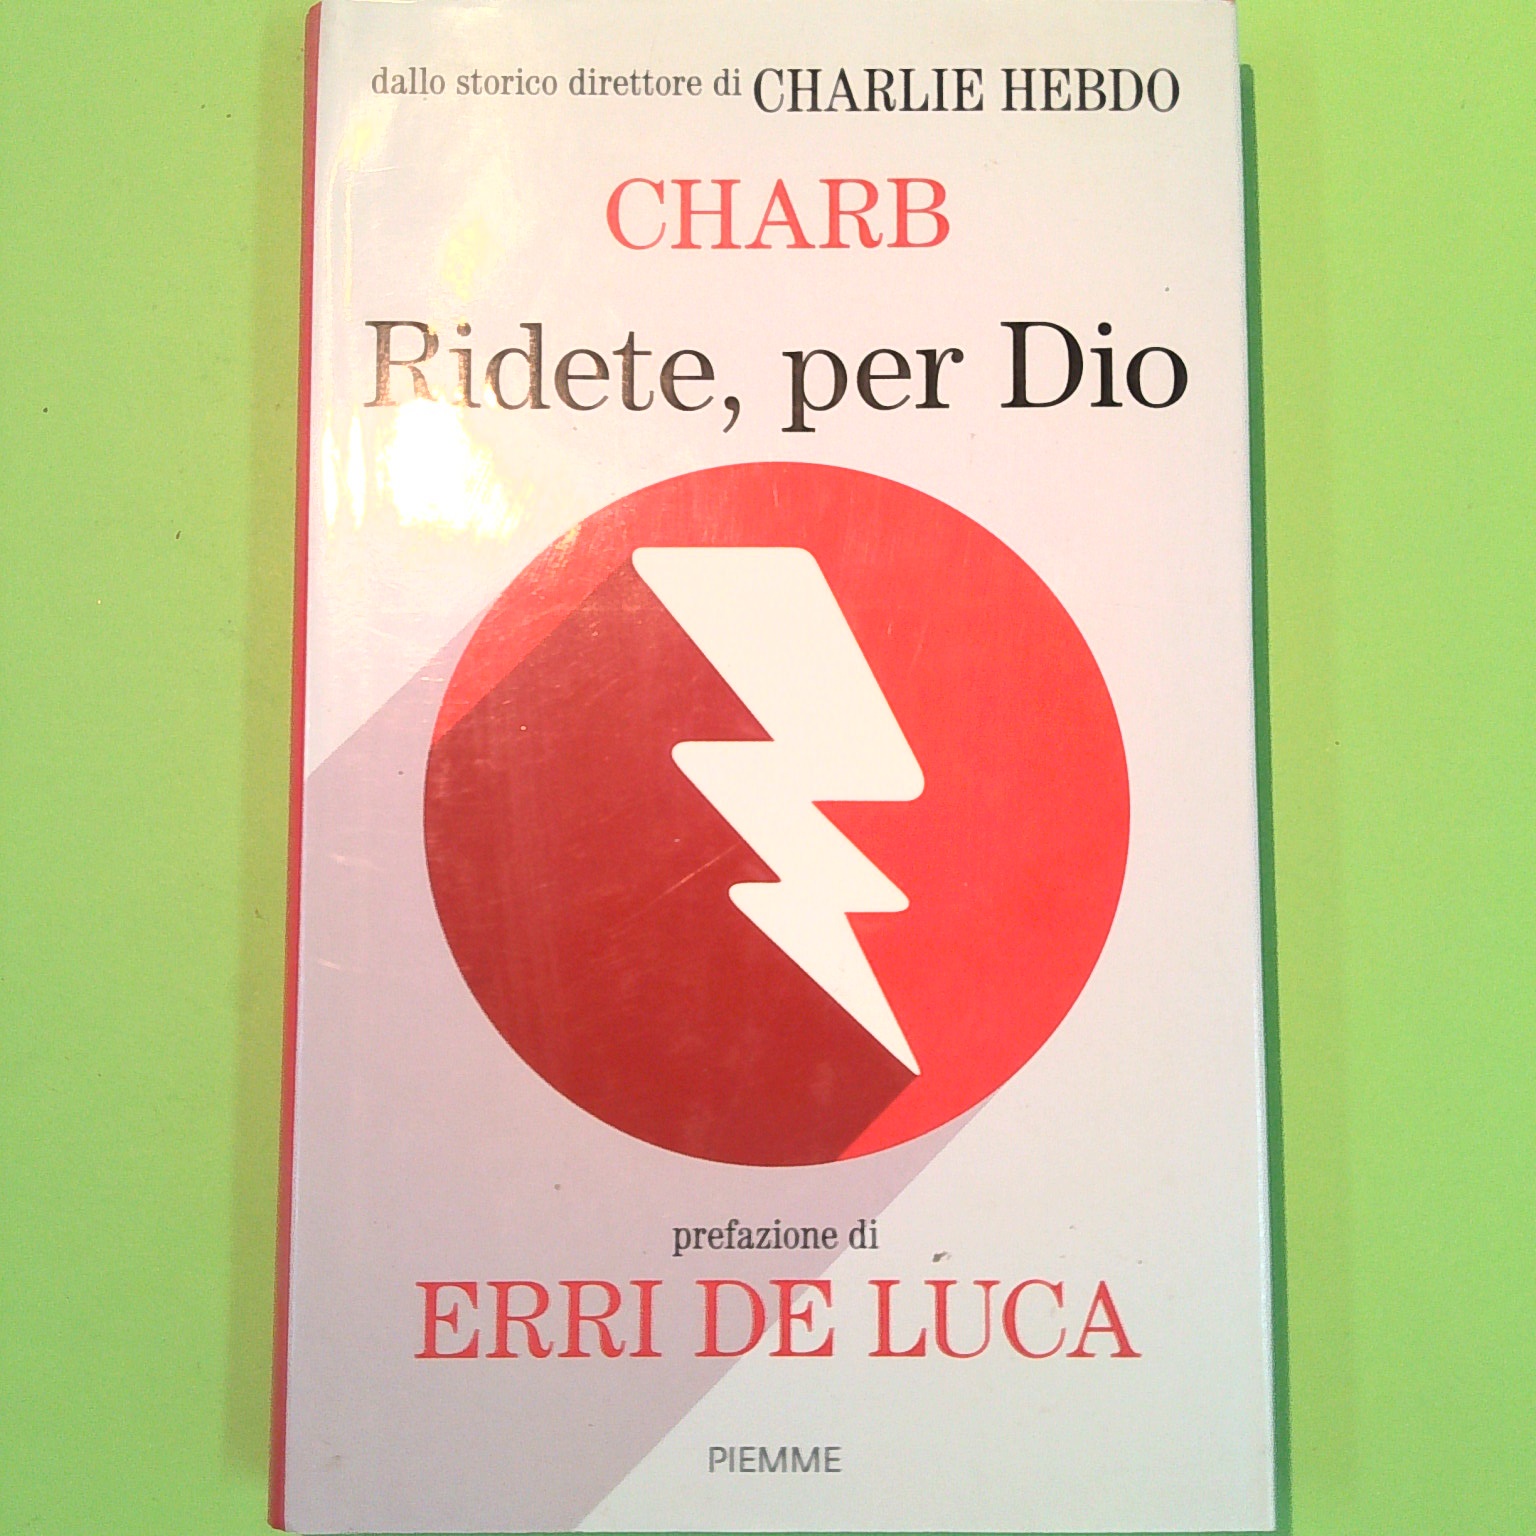 dallo storico direttore di CHARLIE HEBDO
CHARB
Ridete, per Dio
prefazione di
ERRI DE LUCA
PIEMME